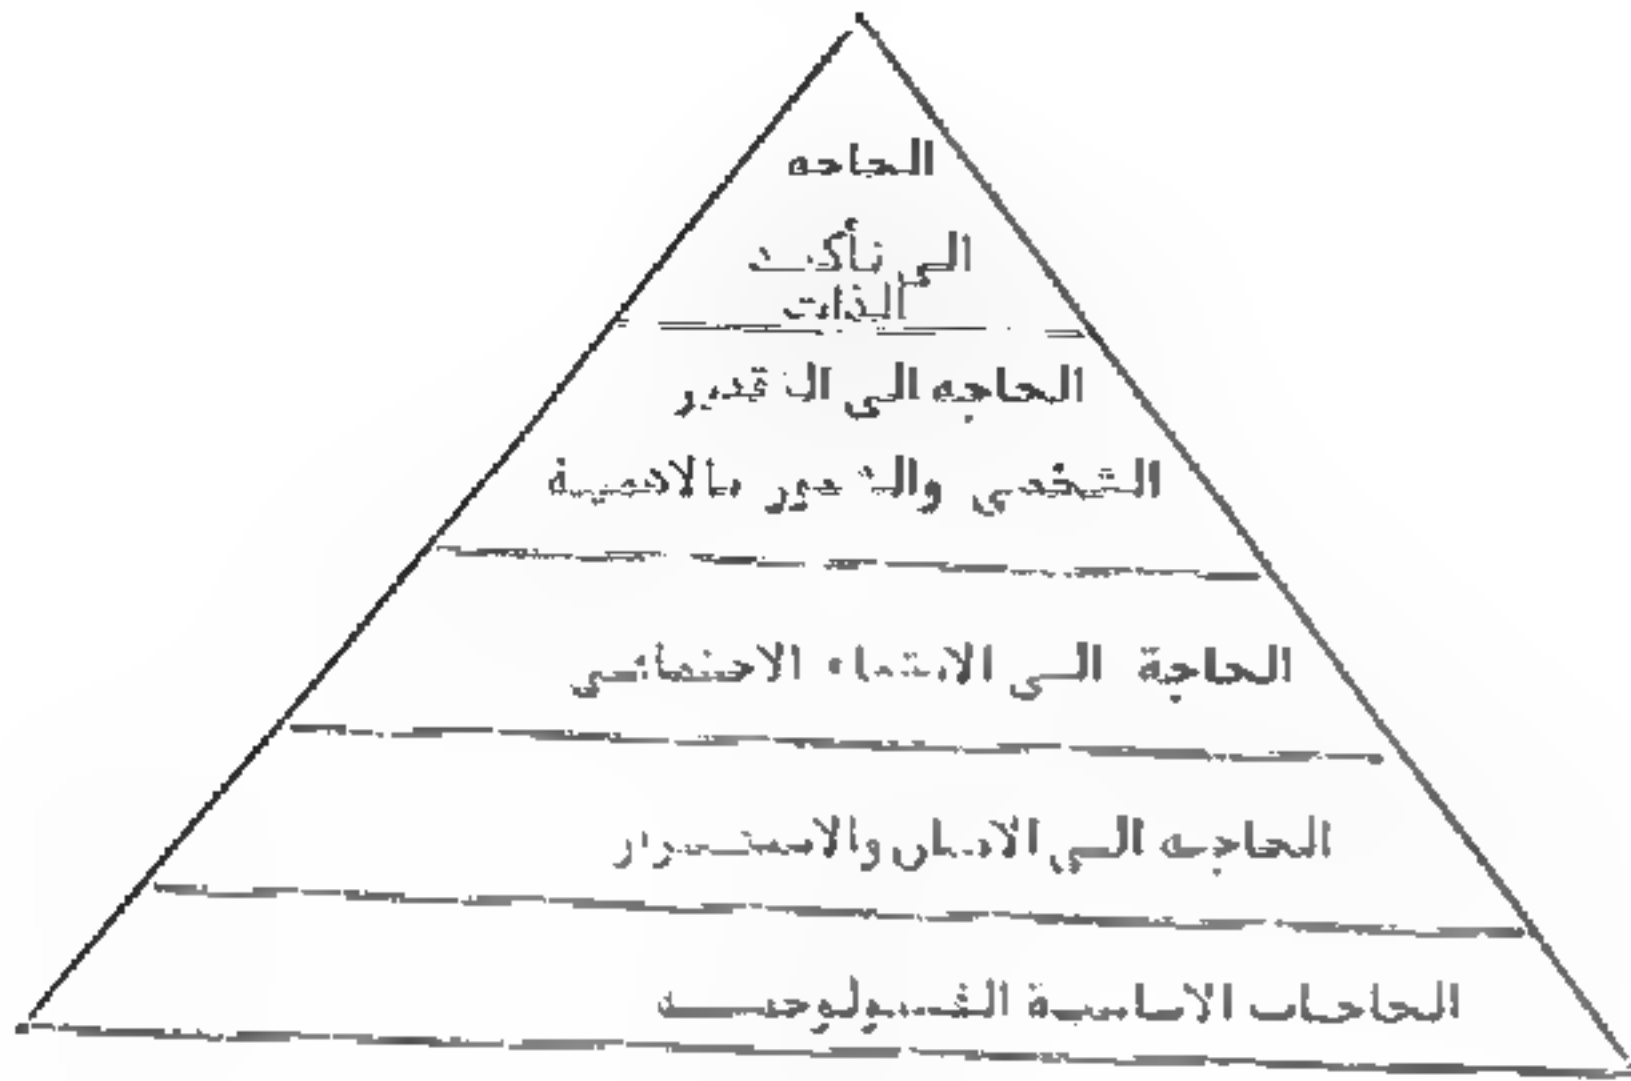 الحاجه
الى تأكيد
الذات
الحاجه الى التقدير
الشخصي والشعور بالاهمية
الحاجة الى الانتماء الاجتماعي
الحاجه الى الامان والاستقرار
الحاجات الاساسية الفسيولوجيه